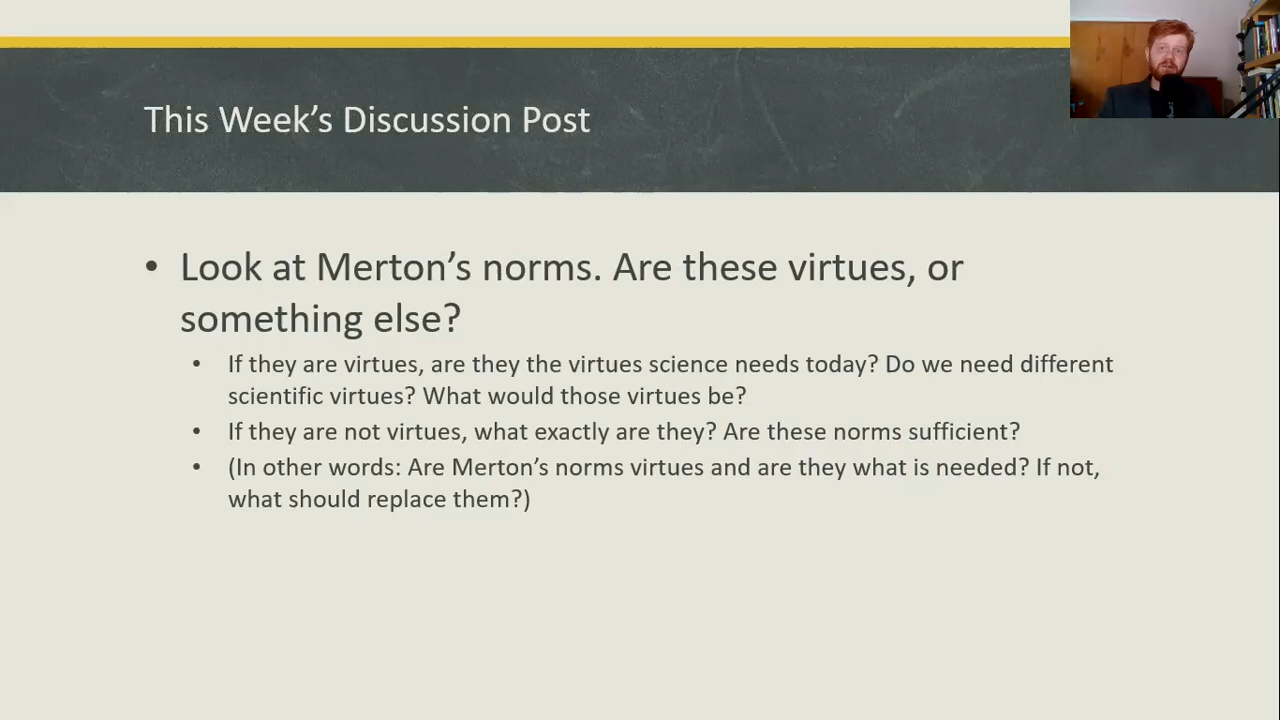 This Week’s Discussion Post
• Look at Merton’s norms. Are these virtues, or
something else?
• If they are virtues, are they the virtues science needs today? Do we need different
scientific virtues? What would those virtues be?
• If they are not virtues, what exactly are they? Are these norms sufficient?
• (In other words: Are Merton’s norms virtues and are they what is needed? If not,
what should replace them?)